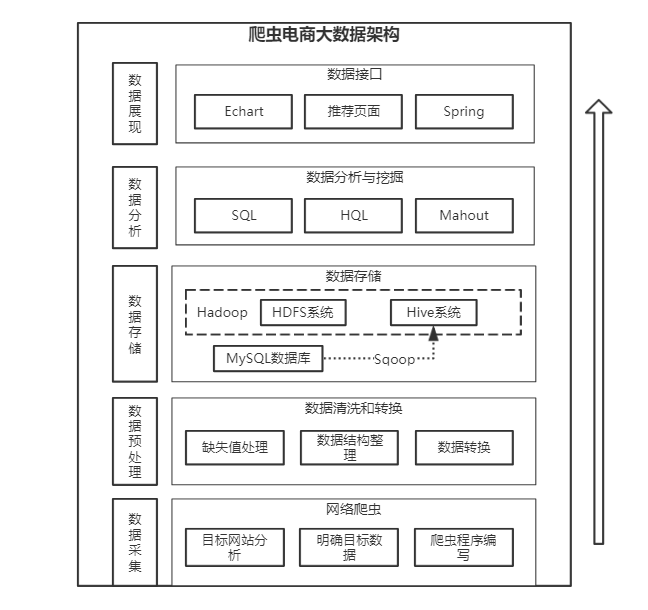 爬虫电商大数据架构
数据展现
数据接口
Echart
推荐页面
Spring
数据分析
数据分析与挖掘
SQL
HQL
Mahout
数据存储
数据存储
Hadoop
HDFS系统
Hive系统
MySQL数据库
Sqoop
数据预处理
数据清洗和转换
缺失值处理
数据结构整
理
数据转换
数据采集
网络爬虫
目标网站分
析
明确目标数
据
爬虫程序编
写